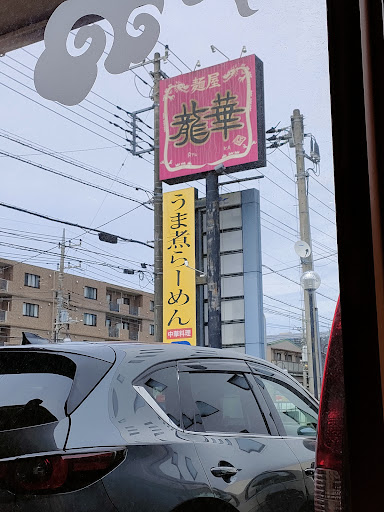 麺屋
龍華
うま煮らーめん
中華料理